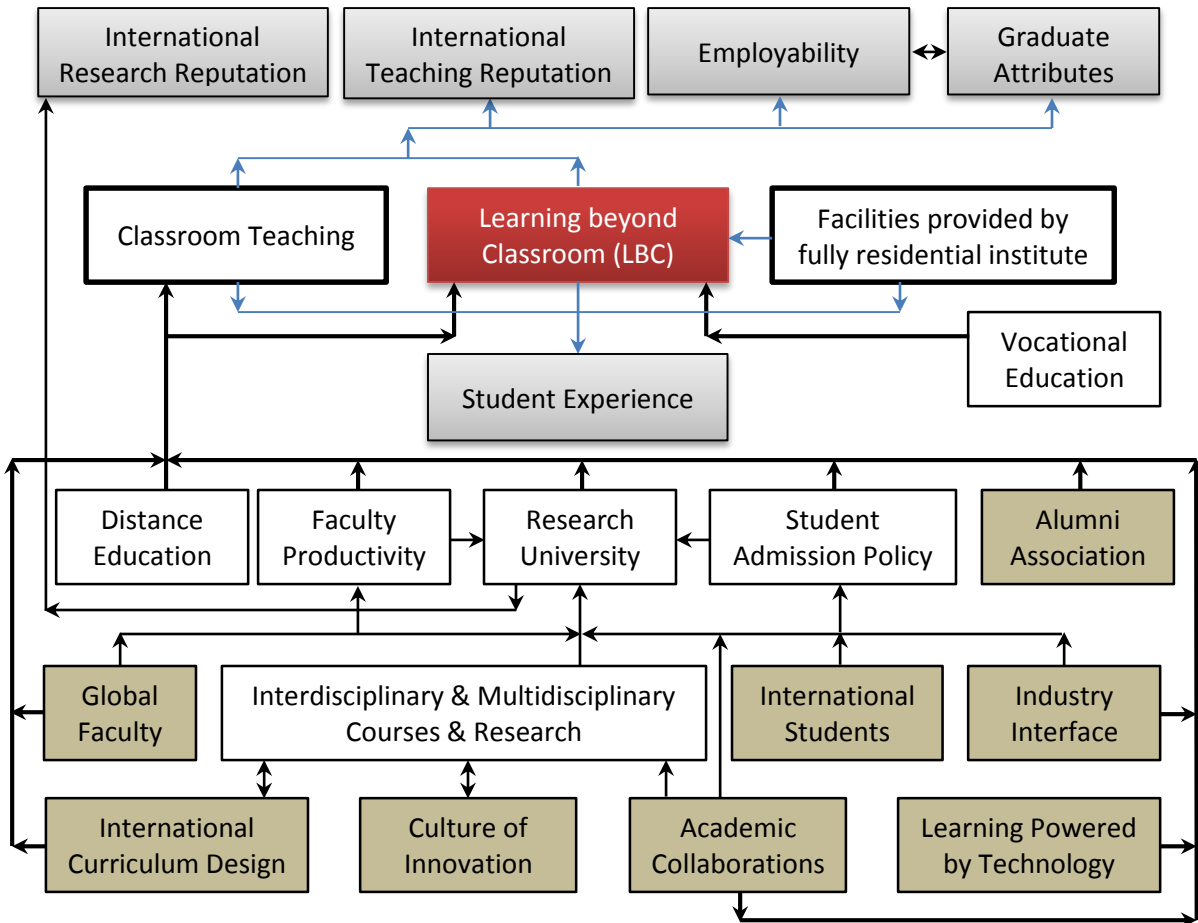 International
Research Reputation
International
Teaching Reputation
Employability
Graduate
Attributes
Classroom Teaching
Learning beyond
Classroom (LBC)
Facilities provided by
fully residential institute
Vocational
Education
Student Experience
Distance
Education
Faculty
Productivity
Research
University
Student
Admission Policy
Alumni
Association
Global
Faculty
Interdisciplinary & Multidisciplinary
Courses & Research
International
Students
Industry
Interface
International
Curriculum Design
Culture of
Innovation
Academic
Collaborations
Learning Powered
by Technology